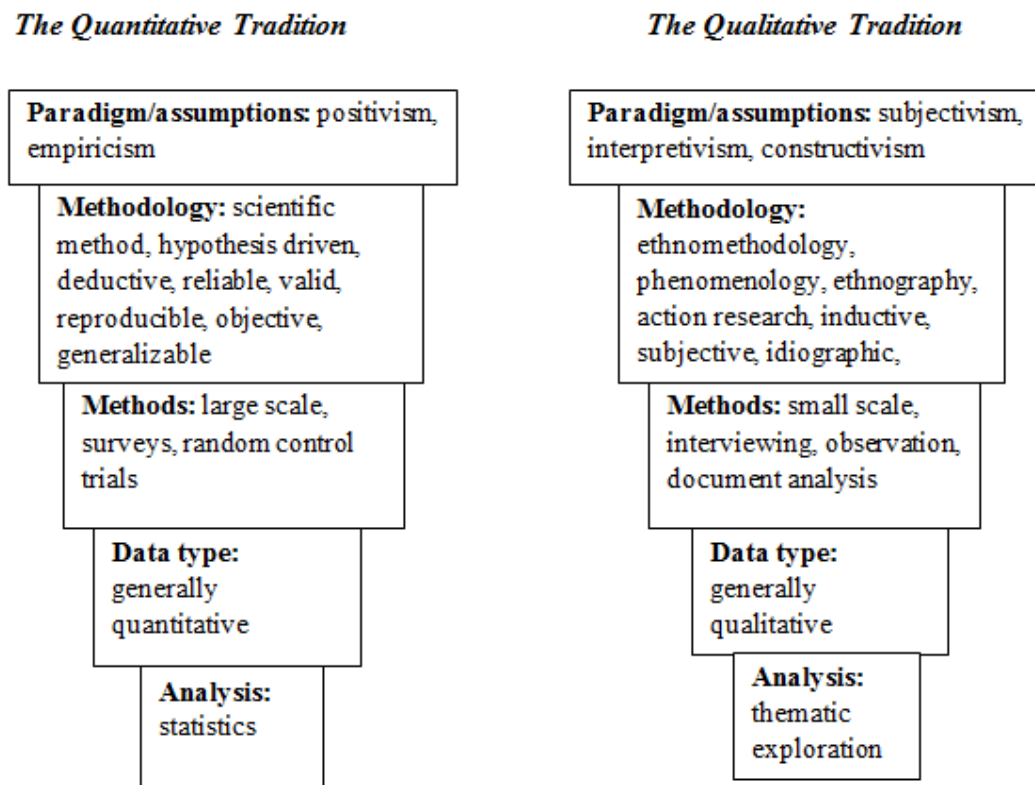 The Quantitative Tradition
Paradigm/assumptions: positivism,
empiricism
Methodology: scientific
method, hypothesis driven,
deductive, reliable, valid,
reproducible, objective,
generalizable
Methods: large scale,
surveys, random control
trials
Data type:
generally
quantitative
Analysis:
statistics
The Qualitative Tradition
Paradigm/assumptions: subjectivism,
interpretivism, constructivism
Methodology:
ethnomethodology,
phenomenology, ethnography,
action research, inductive,
subjective, idiographic,
Methods: small scale,
interviewing, observation,
document analysis
Data type:
generally
qualitative
Analysis:
thematic
exploration